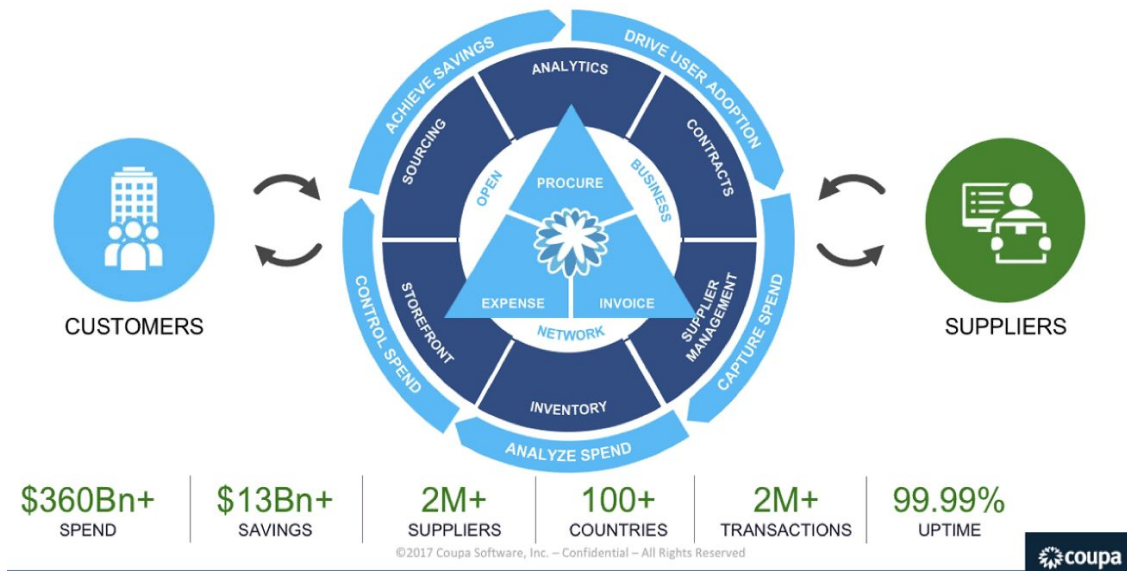 ACHIEVE SAVINGS
DRIVE USER ADOPTION
CAPTURE SPEND
ANALYZE SPEND
CONTROL SPEND
ANALYTICS
CONTRACTS
SUPPLIER
MANAGEMENT
INVENTORY
STOREFRONT
SOURCING
OPEN
BUSINESS
NETWORK
PROCURE
EXPENSE
INVOICE
CUSTOMERS
SUPPLIERS
$360Bn+
SPEND
$13Bn+
SAVINGS
2M+
SUPPLIERS
100+
COUNTRIES
2M+
TRANSACTIONS
99.99%
UPTIME
©2017 Coupa Software, Inc. – Confidential – All Rights Reserved
coupa